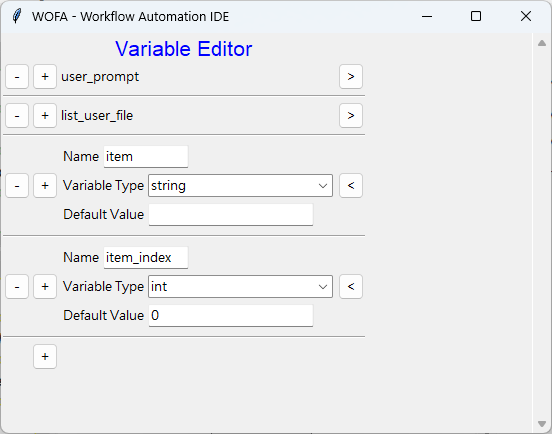 WOFA - Workflow Automation IDE
Variable Editor
- + user_prompt >
- + list_user_file >
Name item
- + Variable Type string <
Default Value
Name item_index
- + Variable Type int <
Default Value 0
+